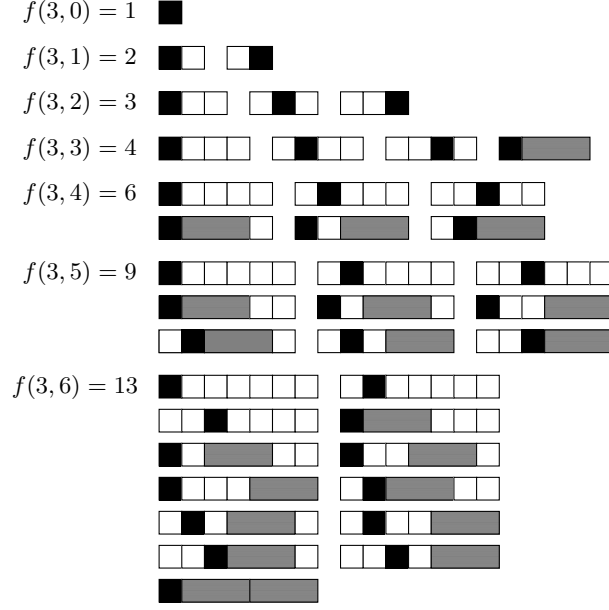 f(3, 0) = 1
f(3, 1) = 2
f(3, 2) = 3
f(3, 3) = 4
f(3, 4) = 6
f(3, 5) = 9
f(3, 6) = 13